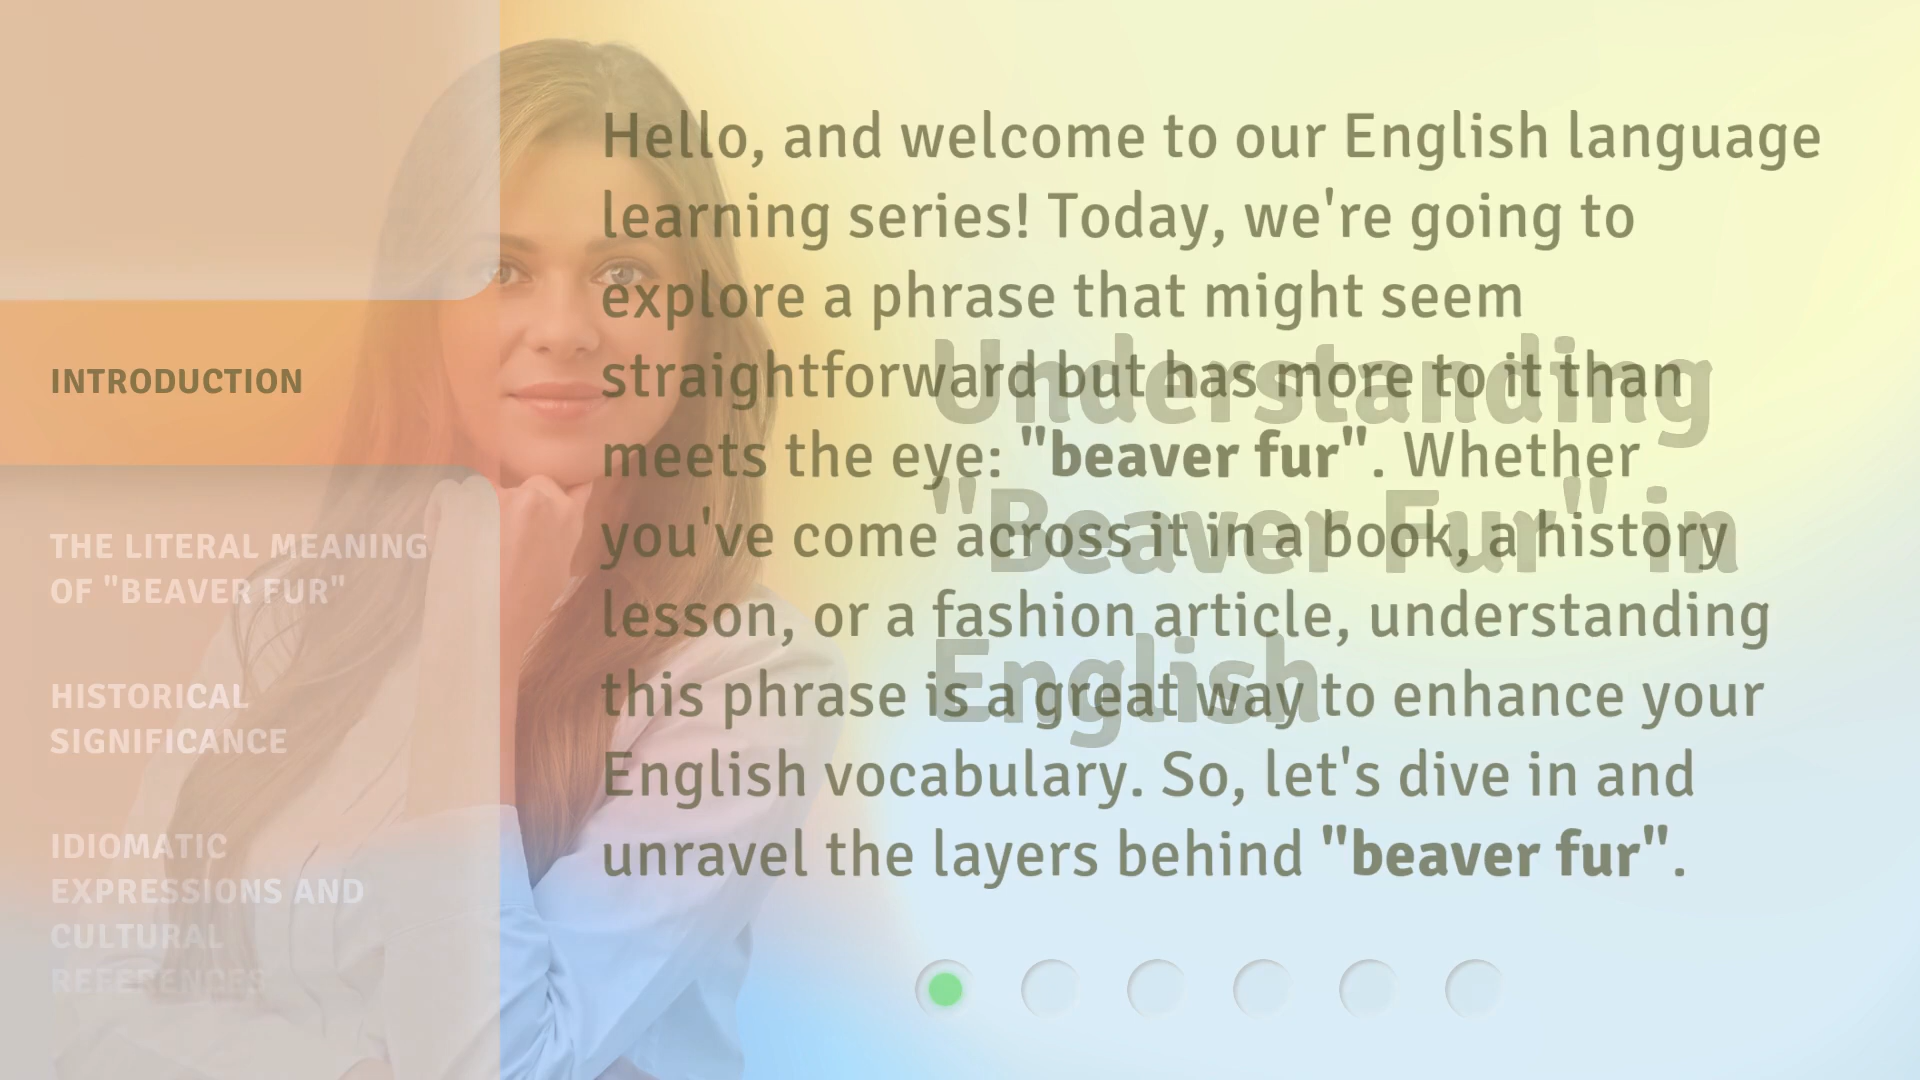 INTRODUCTION
THE LITERAL MEANING
OF "BEAVER FUR"
HISTORICAL
SIGNIFICANCE
IDIOMATIC
EXPRESSIONS AND
CULTURAL
REFERENCES
Hello, and welcome to our English language
learning series! Today, we're going to
explore a phrase that might seem
straightforward but has more to it than
meets the eye: "beaver fur". Whether
you've come across it in a book, a history
lesson, or a fashion article, understanding
this phrase is a great way to enhance your
English vocabulary. So, let's dive in and
unravel the layers behind "beaver fur".
Understanding
"Beaver Fur" in
English